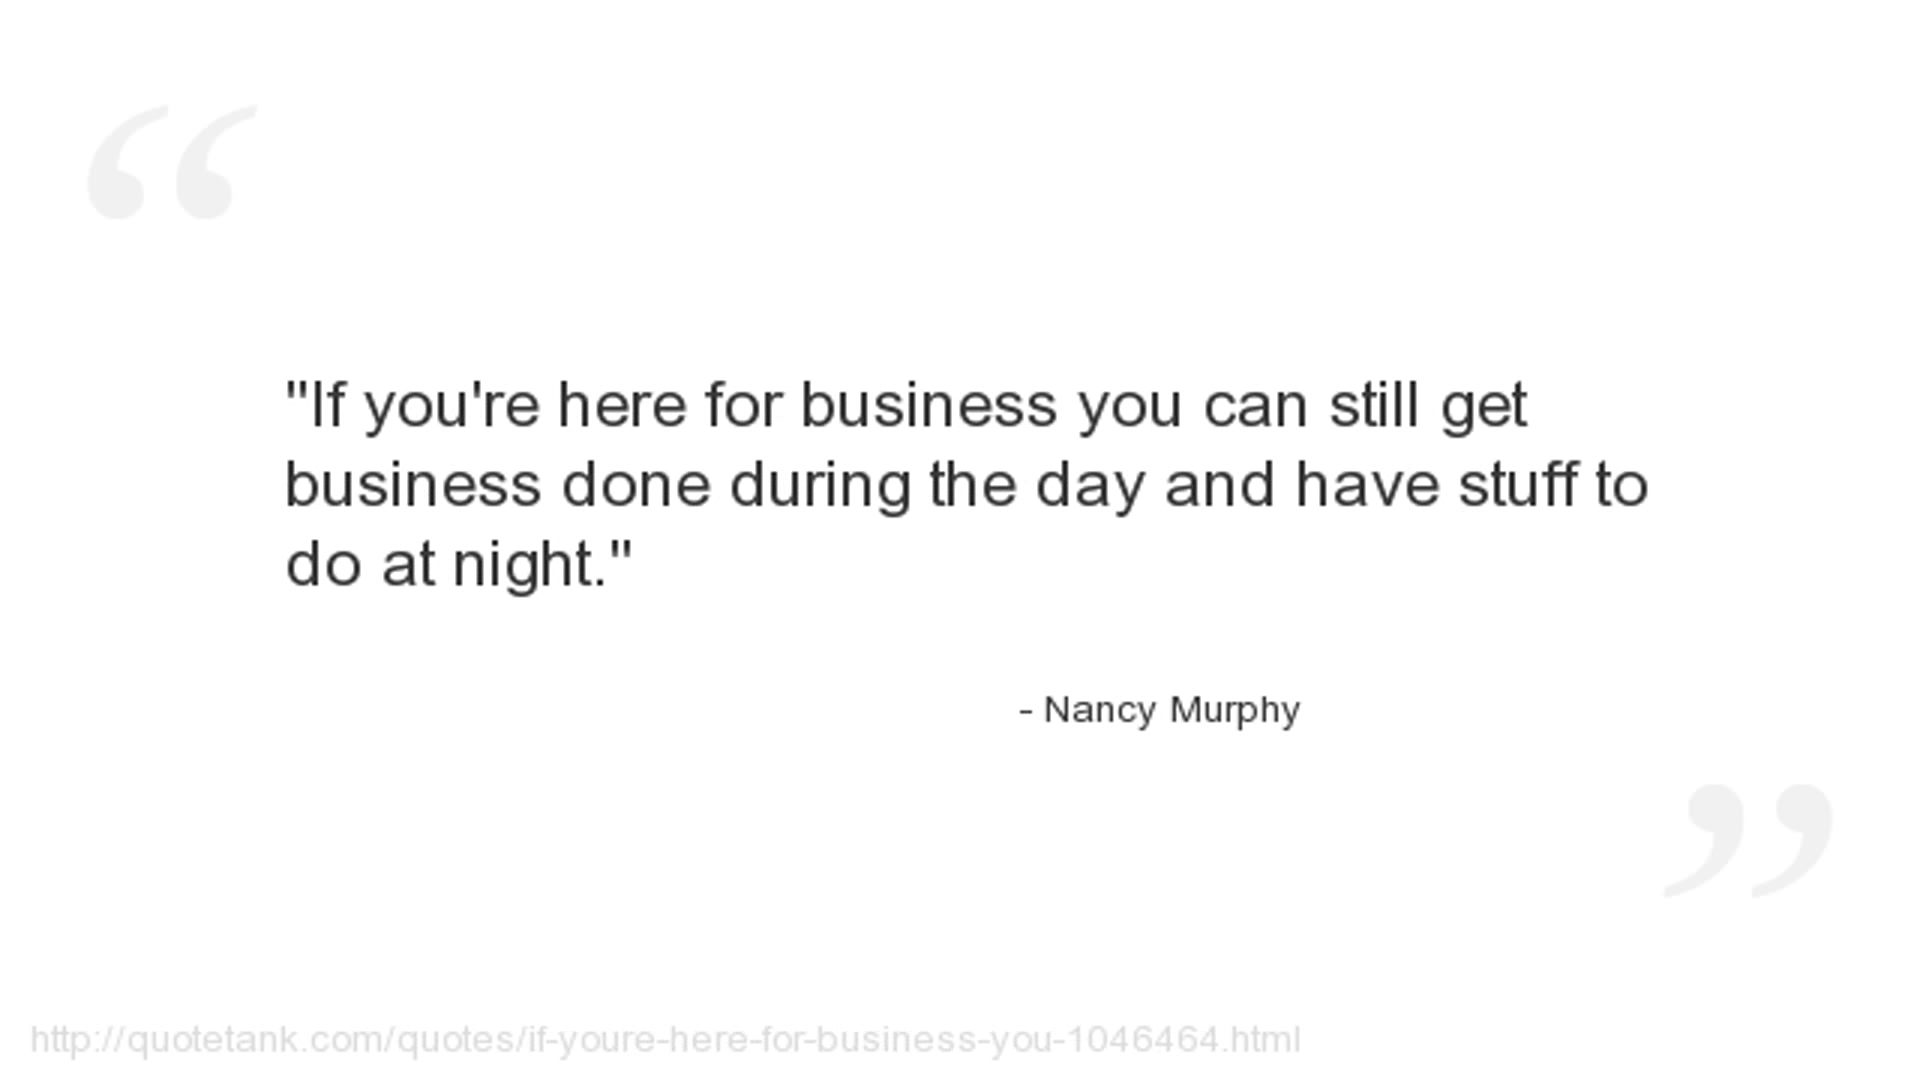 "If you're here for business you can still get
business done during the day and have stuff to
do at night."
- Nancy Murphy
http://quotetank.com/quotes/if-youre-here-for-business-you-1046464.html